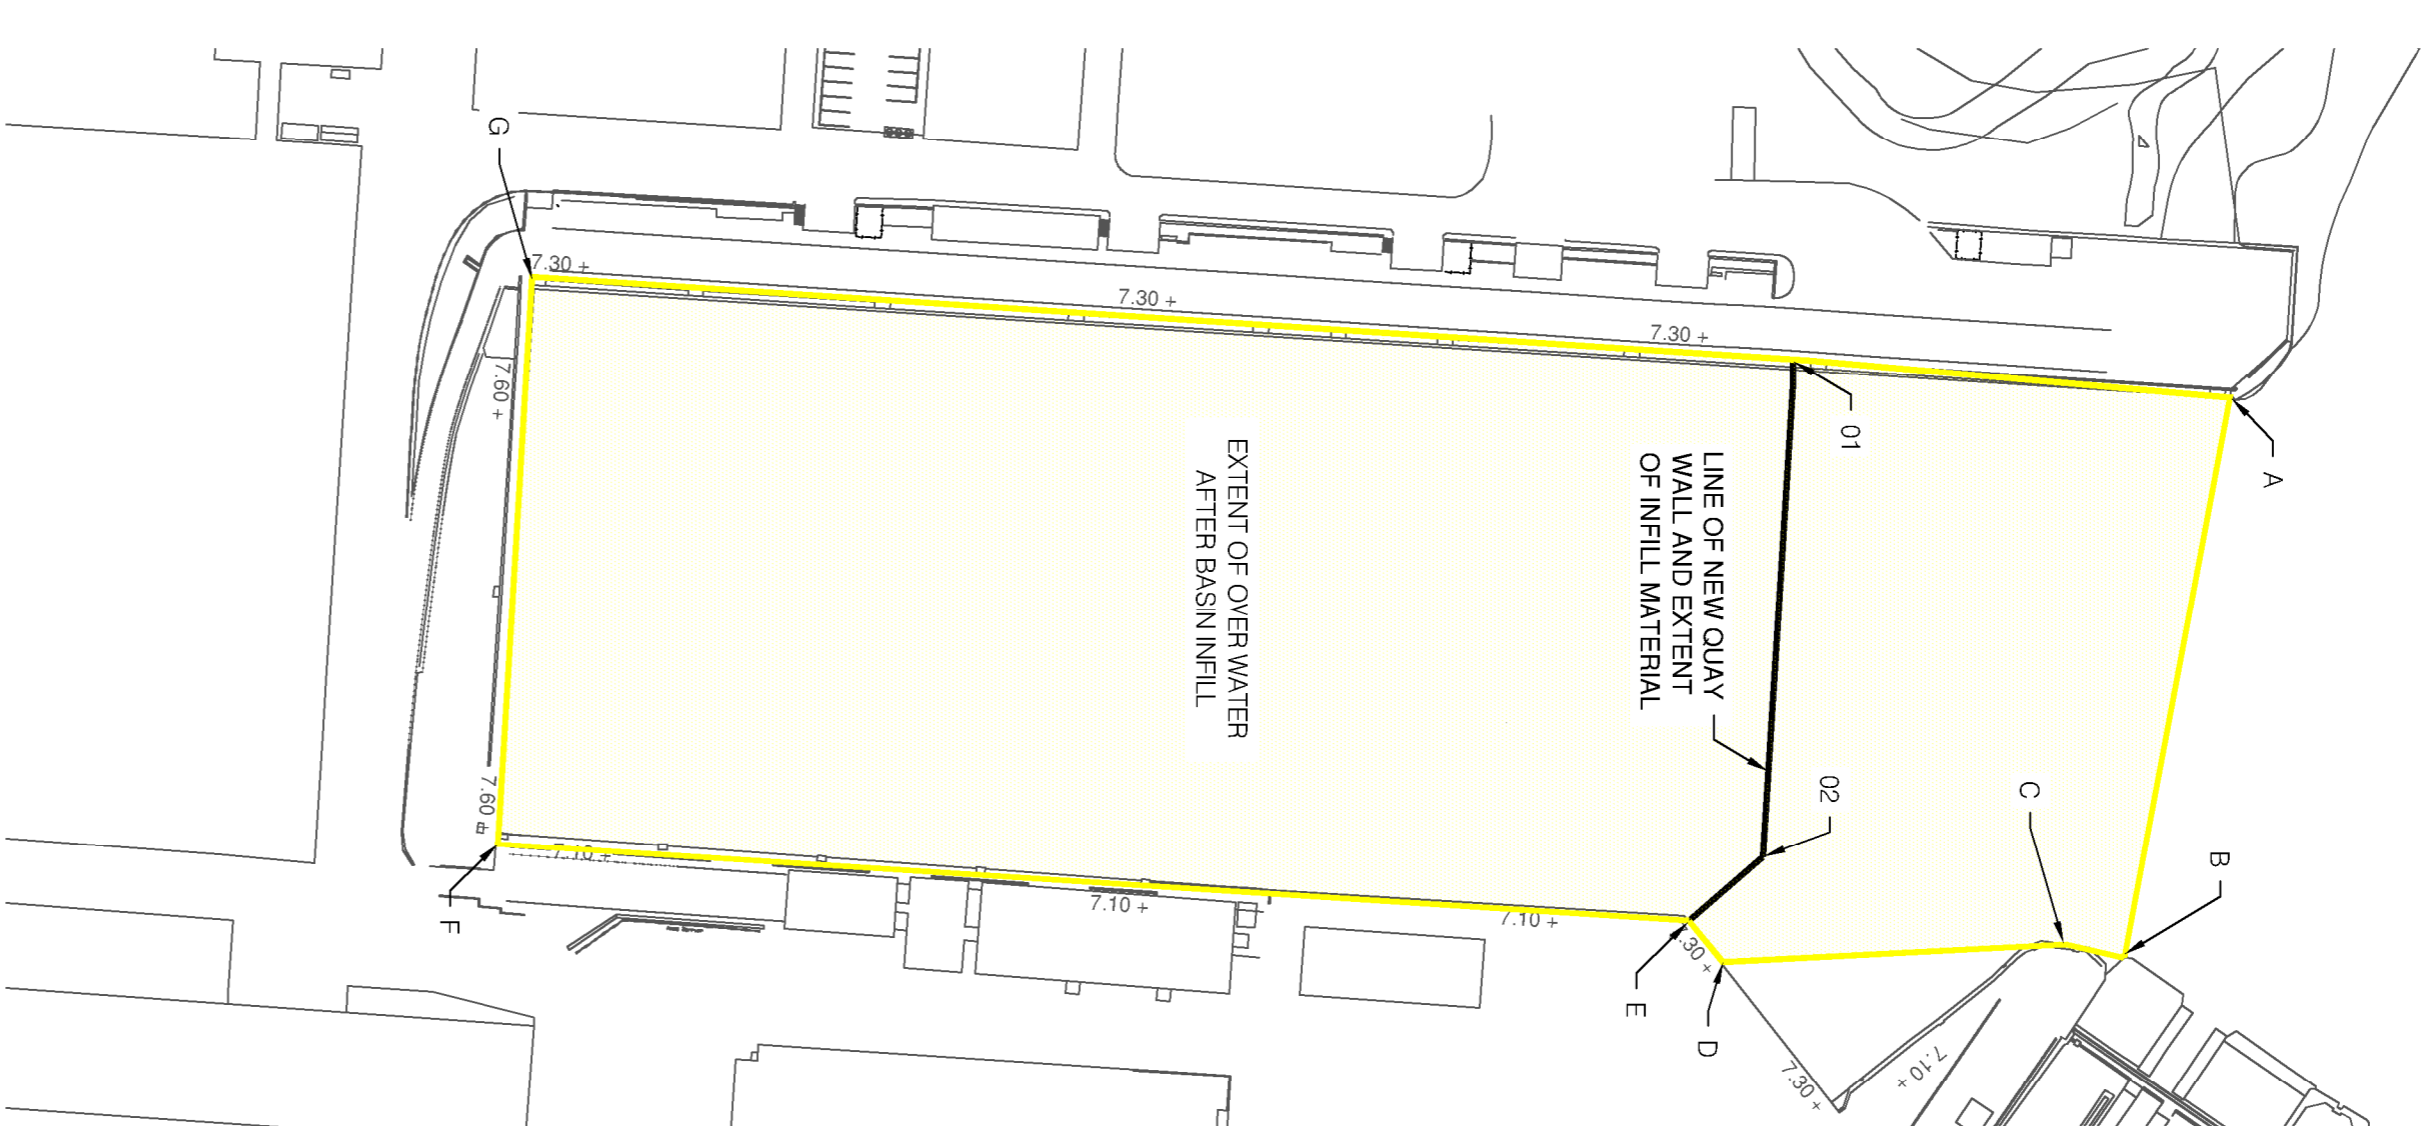 G
7.30 +
7.30 +
7.30 +
01
A
7.60 +
EXTENT OF OVER WATER
AFTER BASIN INFILL
LINE OF NEW QUAY
WALL AND EXTENT
OF INFILL MATERIAL
02
C
B
7.60 +
7.10 +
7.10 +
7.10 +
F
.30 +
E
D
7.30 +
7.10 +